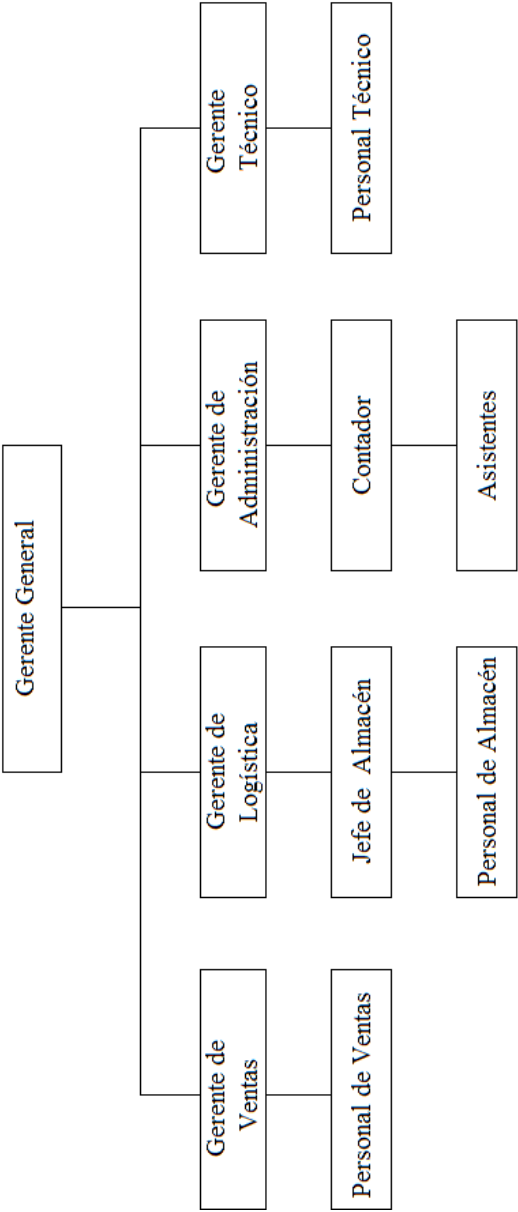 Gerente General
Gerente de
Ventas
Gerente de
Logística
Gerente de
Administración
Gerente
Técnico
Personal de Ventas
Jefe de Almacén
Contador
Personal Técnico
Personal de Almacén
Asistentes